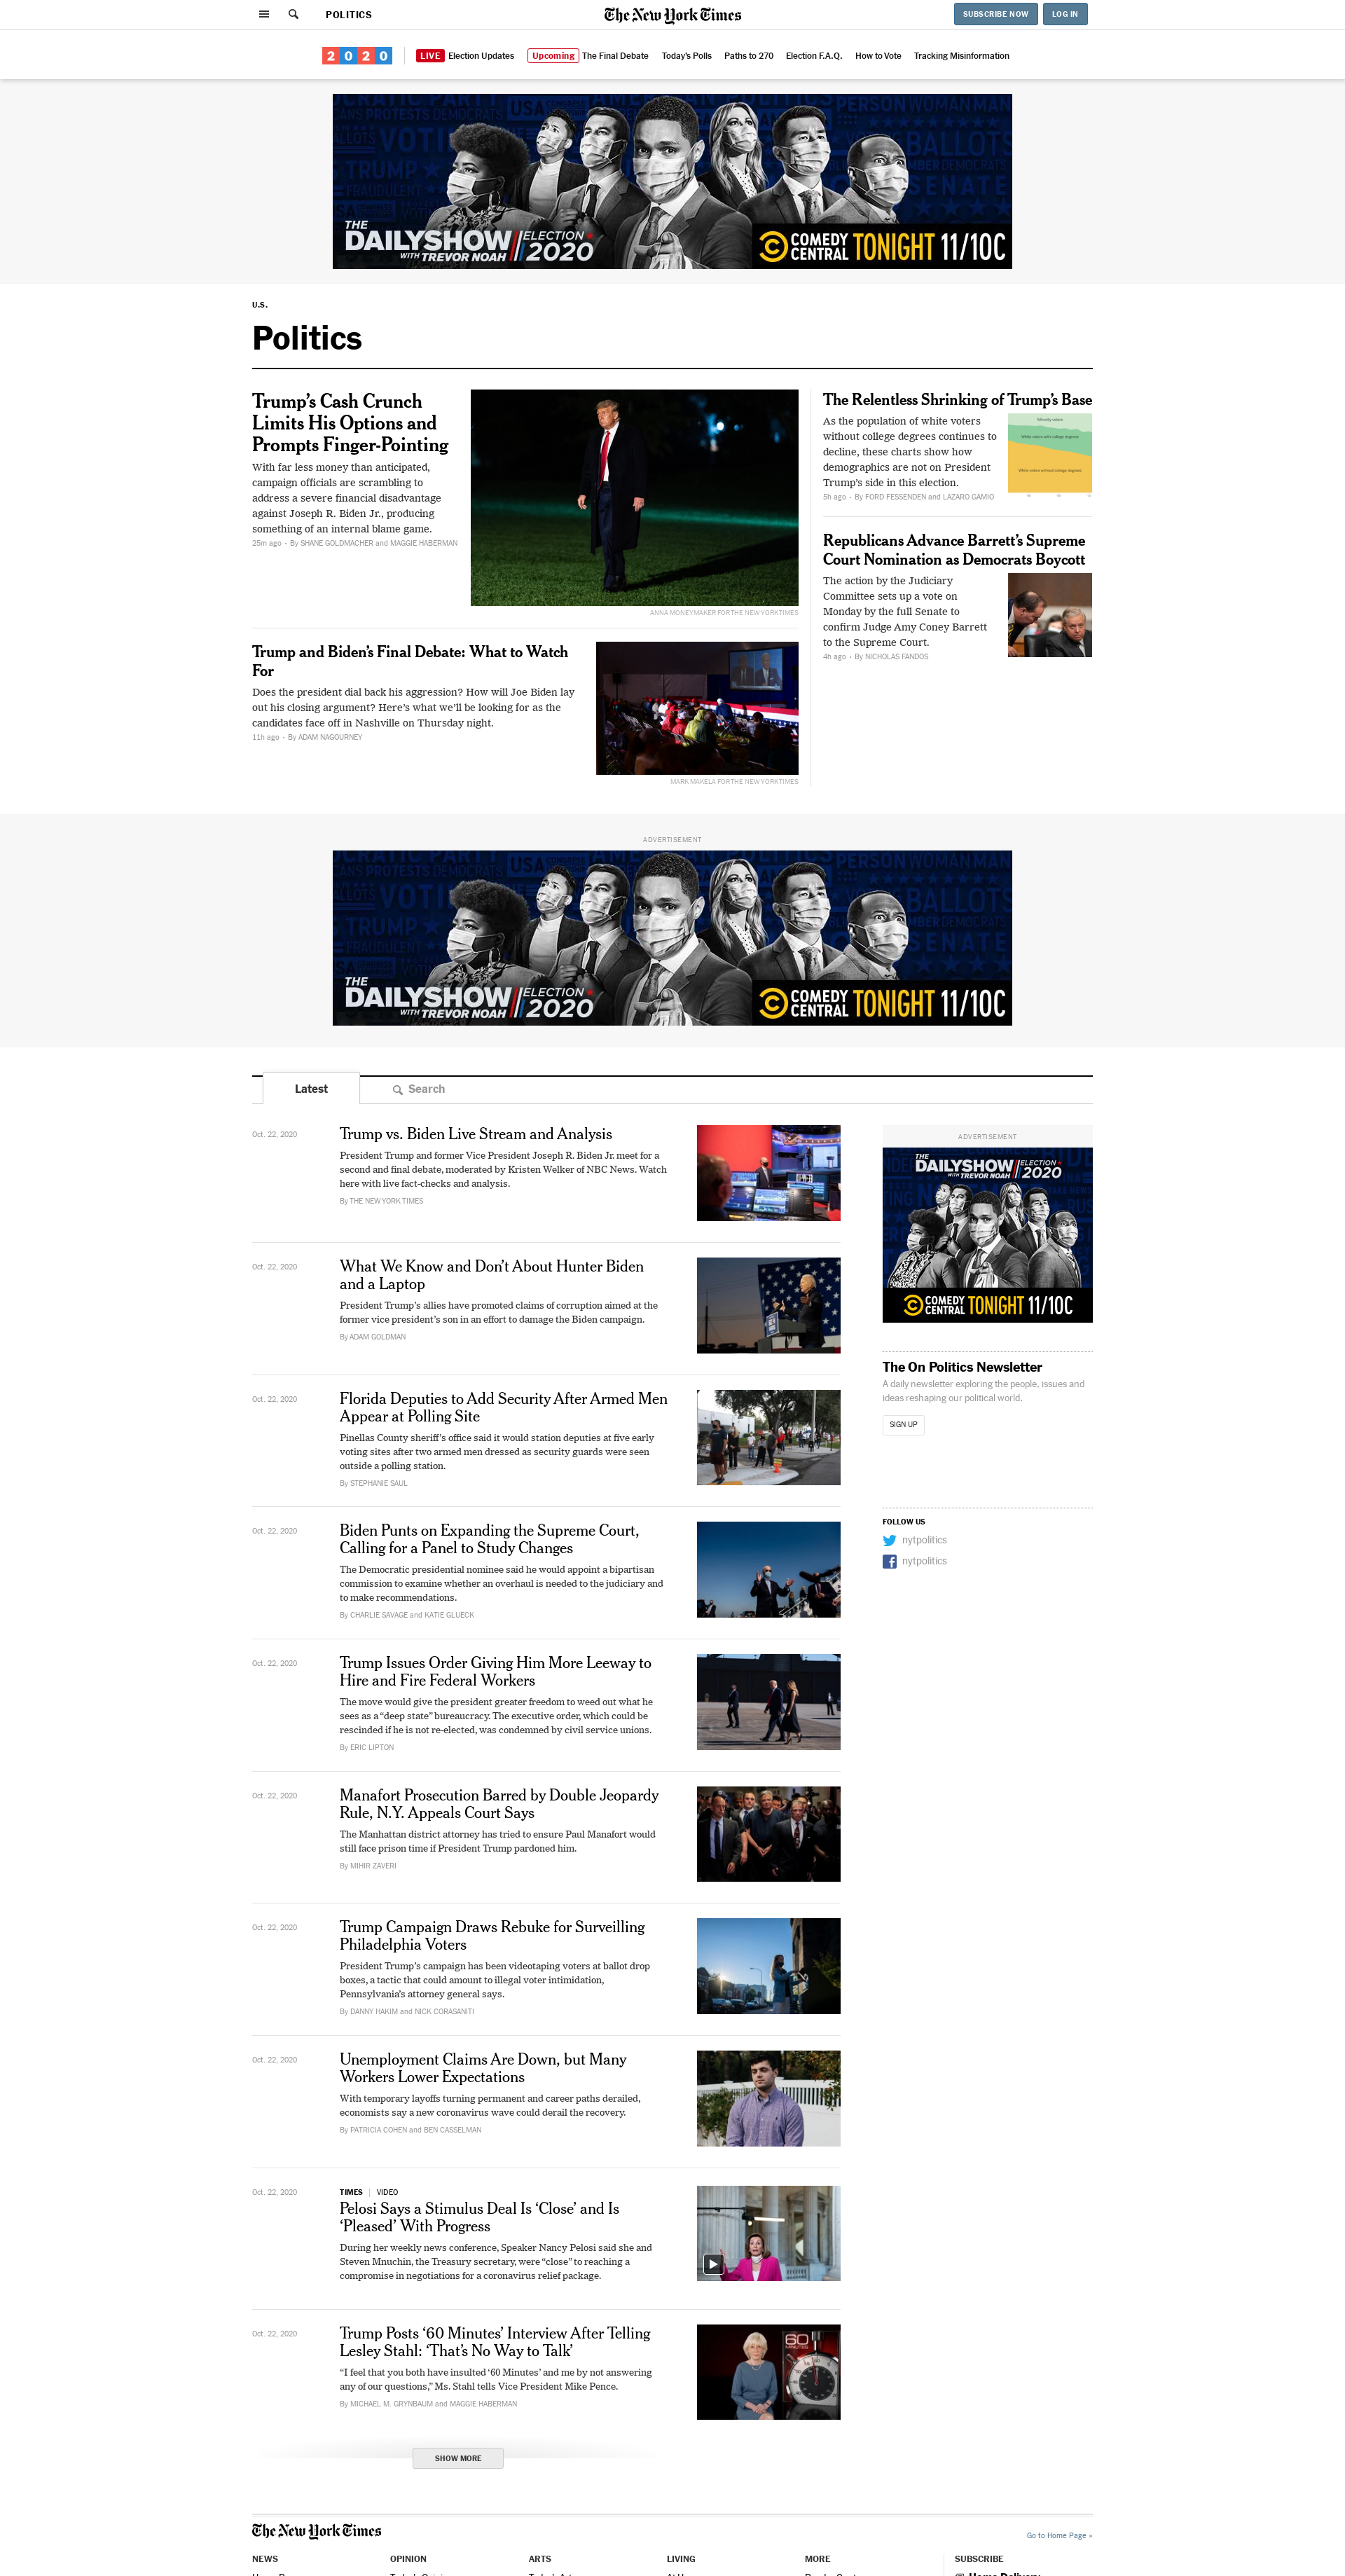 POLITICS
The New York Times
SUBSCRIBE NOW
LOG IN
2020
LIVE Election Updates
Upcoming The Final Debate
Today's Polls
Paths to 270
Election F.A.Q.
How to Vote
Tracking Misinformation
THE
DAILYSHOW
WITH TREVOR NOAH
ELECTION
2020
COMEDY CENTRAL TONIGHT 11/10C
U.S.
Politics
Trump's Cash Crunch
Limits His Options and
Prompts Finger-Pointing
With far less money than anticipated,
campaign officials are scrambling to
address a severe financial disadvantage
against Joseph R. Biden Jr., producing
something of an internal blame game.
25m ago • By SHANE GOLDMACHER and MAGGIE HABERMAN
ANNA MONEYMAKER FOR THE NEW YORK TIMES
Trump and Biden's Final Debate: What to Watch
For
Does the president dial back his aggression? How will Joe Biden lay
out his closing argument? Here's what we'll be looking for as the
candidates face off in Nashville on Thursday night.
11h ago • By ADAM NAGOURNEY
MARK MAKELA FOR THE NEW YORK TIMES
The Relentless Shrinking of Trump's Base
As the population of white voters
without college degrees continues to
decline, these charts show how
demographics are not on President
Trump's side in this election.
5h ago • By FORD FESSENDEN and LAZARO GAMIO
Minority voters
White voters with college degrees
White voters without college degrees
Republicans Advance Barrett's Supreme
Court Nomination as Democrats Boycott
The action by the Judiciary
Committee sets up a vote on
Monday by the full Senate to
confirm Judge Amy Coney Barrett
to the Supreme Court.
4h ago • By NICHOLAS FANDOS
ADVERTISEMENT
THE
DAILYSHOW
WITH TREVOR NOAH
ELECTION
2020
COMEDY CENTRAL TONIGHT 11/10C
Latest
Search
Oct. 22, 2020
Trump vs. Biden Live Stream and Analysis
President Trump and former Vice President Joseph R. Biden Jr. meet for a
second and final debate, moderated by Kristen Welker of NBC News. Watch
here with live fact-checks and analysis.
By THE NEW YORK TIMES
Oct. 22, 2020
What We Know and Don't About Hunter Biden
and a Laptop
President Trump's allies have promoted claims of corruption aimed at the
former vice president's son in an effort to damage the Biden campaign.
By ADAM GOLDMAN
Oct. 22, 2020
Florida Deputies to Add Security After Armed Men
Appear at Polling Site
Pinellas County sheriff's office said it would station deputies at five early
voting sites after two armed men dressed as security guards were seen
outside a polling station.
By STEPHANIE SAUL
Oct. 22, 2020
Biden Punts on Expanding the Supreme Court,
Calling for a Panel to Study Changes
The Democratic presidential nominee said he would appoint a bipartisan
commission to examine whether an overhaul is needed to the judiciary and
to make recommendations.
By CHARLIE SAVAGE and KATIE GLUECK
Oct. 22, 2020
Trump Issues Order Giving Him More Leeway to
Hire and Fire Federal Workers
The move would give the president greater freedom to weed out what he
sees as a “deep state” bureaucracy. The executive order, which could be
rescinded if he is not re-elected, was condemned by civil service unions.
By ERIC LIPTON
Oct. 22, 2020
Manafort Prosecution Barred by Double Jeopardy
Rule, N.Y. Appeals Court Says
The Manhattan district attorney has tried to ensure Paul Manafort would
still face prison time if President Trump pardoned him.
By MIHIR ZAVERI
Oct. 22, 2020
Trump Campaign Draws Rebuke for Surveilling
Philadelphia Voters
President Trump's campaign has been videotaping voters at ballot drop
boxes, a tactic that could amount to illegal voter intimidation,
Pennsylvania's attorney general says.
By DANNY HAKIM and NICK CORASANITI
Oct. 22, 2020
Unemployment Claims Are Down, but Many
Workers Lower Expectations
With temporary layoffs turning permanent and career paths derailed,
economists say a new coronavirus wave could derail the recovery.
By PATRICIA COHEN and BEN CASSELMAN
Oct. 22, 2020
TIMES | VIDEO
Pelosi Says a Stimulus Deal Is ‘Close’ and Is
‘Pleased’ With Progress
During her weekly news conference, Speaker Nancy Pelosi said she and
Steven Mnuchin, the Treasury secretary, were “close” to reaching a
compromise in negotiations for a coronavirus relief package.
Oct. 22, 2020
Trump Posts ‘60 Minutes’ Interview After Telling
Lesley Stahl: ‘That's No Way to Talk’
“I feel that you both have insulted ‘60 Minutes’ and me by not answering
any of our questions,” Ms. Stahl tells Vice President Mike Pence.
By MICHAEL M. GRYNBAUM and MAGGIE HABERMAN
60
MINUTES
SHOW MORE
ADVERTISEMENT
THE
DAILYSHOW
WITH TREVOR NOAH
ELECTION
2020
COMEDY CENTRAL TONIGHT 11/10C
The On Politics Newsletter
A daily newsletter exploring the people, issues and
ideas reshaping our political world.
SIGN UP
FOLLOW US
nytpolitics
nytpolitics
The New York Times
Go to Home Page »
NEWS
OPINION
ARTS
LIVING
MORE
SUBSCRIBE